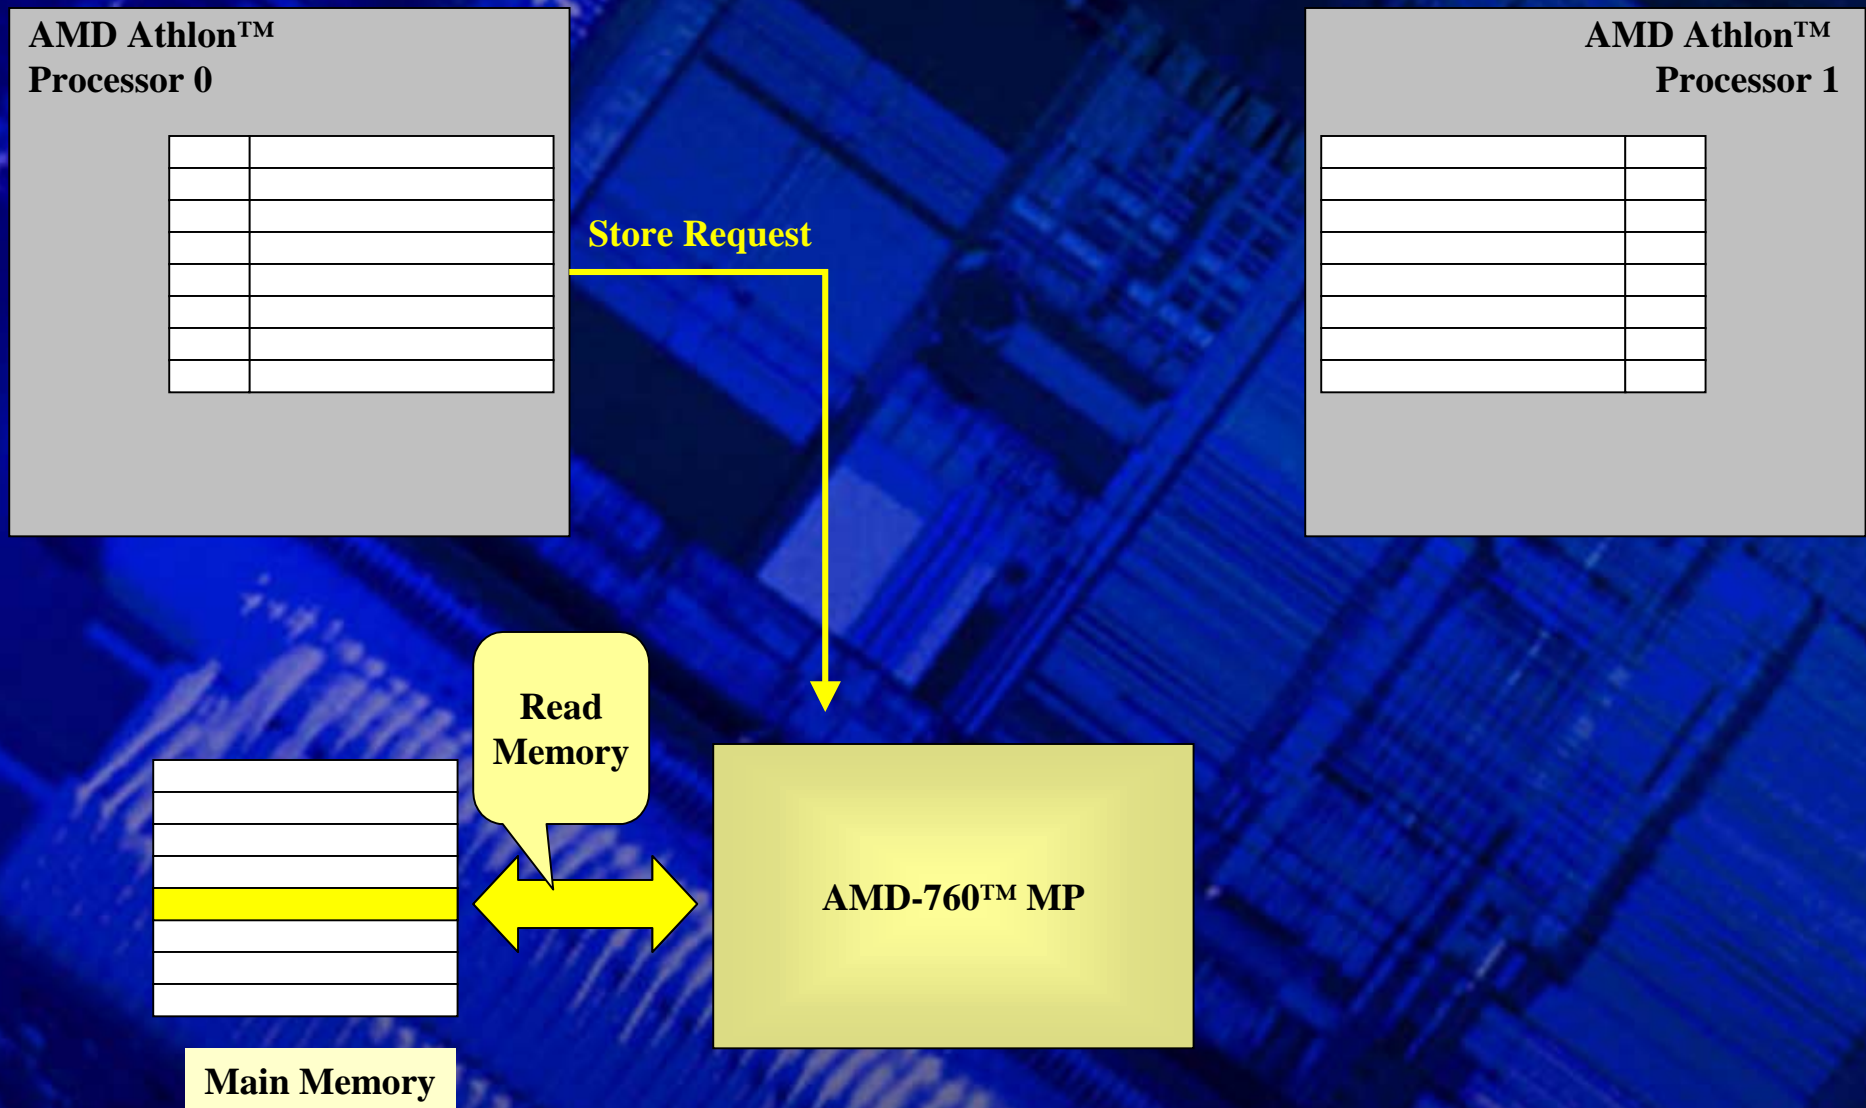 AMD Athlon™
Processor 0
AMD Athlon™
Processor 1
Store Request
Read
Memory
AMD-760™ MP
Main Memory